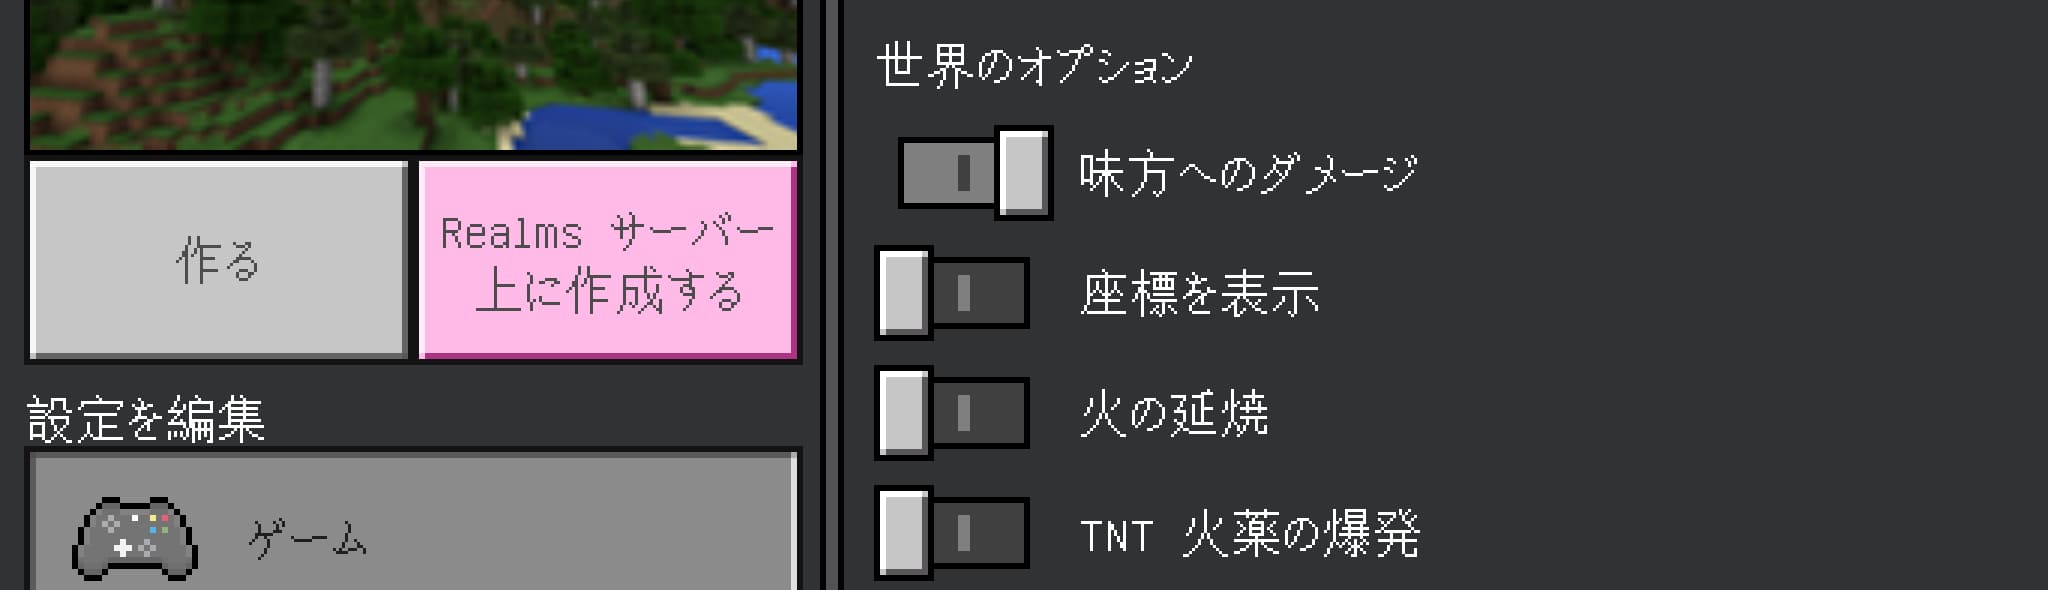 作る
Realms サーバー
上に作成する
設定を編集
ゲーム
世界のオプション
味方へのダメージ
座標を表示
火の延焼
TNT 火薬の爆発